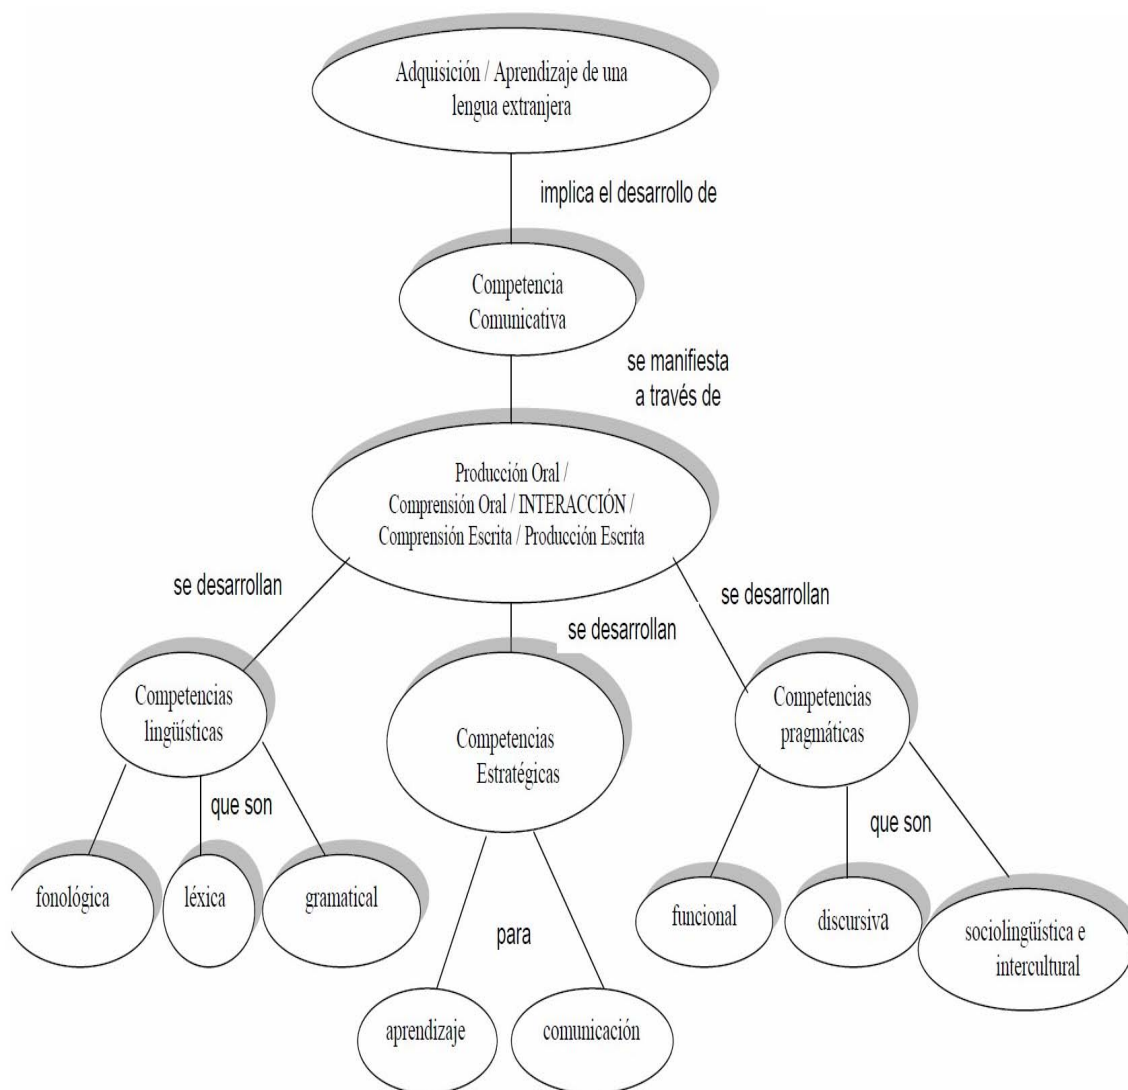 Adquisición / Aprendizaje de una
lengua extranjera
implica el desarrollo de
Competencia
Comunicativa
se manifiesta
a través de
Producción Oral /
Comprensión Oral / INTERACCIÓN /
Comprensión Escrita / Producción Escrita
se desarrollan
se desarrollan
se desarrollan
Competencias
lingüísticas
Competencias
Estratégicas
Competencias
pragmáticas
que son
que son
fonológica
léxica
gramatical
para
funcional
discursiva
sociolingüística e
intercultural
aprendizaje
comunicación